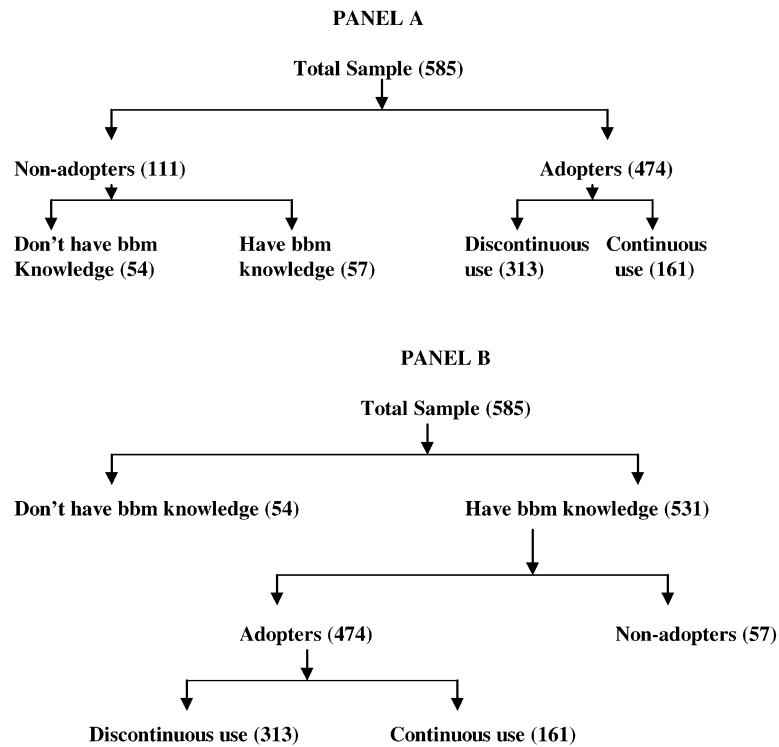 PANEL A
Total Sample (585)
Non-adopters (111)
Adopters (474)
Don't have bbm
Knowledge (54)
Have bbm
knowledge (57)
Discontinuous
use (313)
Continuous
use (161)
PANEL B
Total Sample (585)
Don't have bbm knowledge (54)
Have bbm knowledge (531)
Adopters (474)
Non-adopters (57)
Discontinuous use (313)
Continuous use (161)